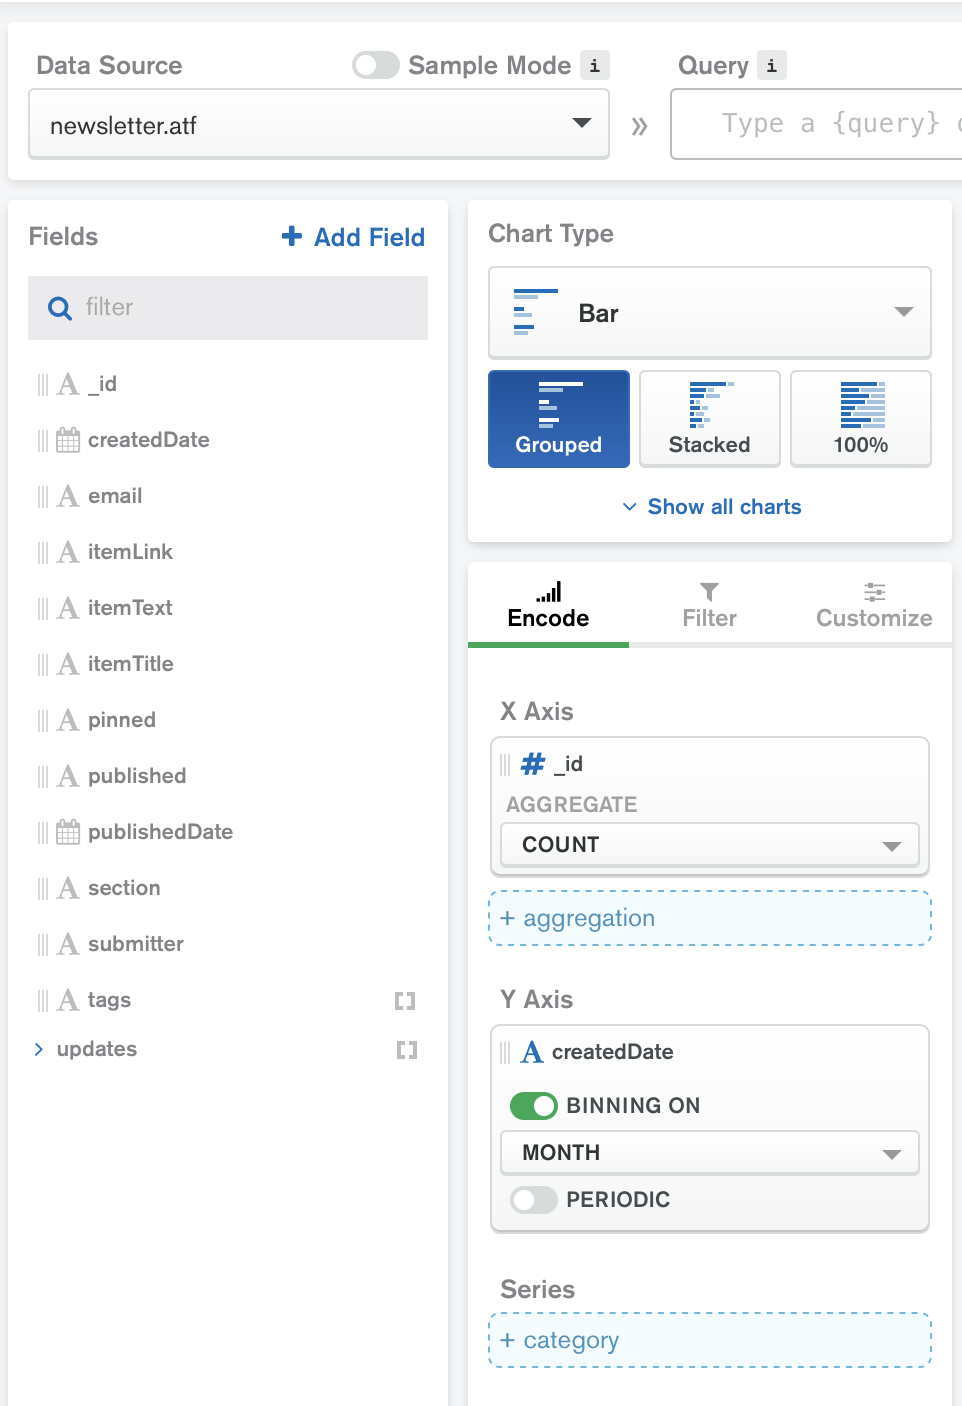 Data Source
Sample Mode i
Query i
newsletter.atf
»
Type a {query}
Fields
+ Add Field
filter
A _id
createdDate
A email
A itemLink
A itemText
A itemTitle
A pinned
A published
publishedDate
A section
A submitter
A tags [ ]
> updates [ ]
Chart Type
Bar
Grouped
Stacked
100%
Show all charts
Encode
Filter
Customize
X Axis
# _id
AGGREGATE
COUNT
+ aggregation
Y Axis
A createdDate
BINNING ON
MONTH
PERIODIC
Series
+ category